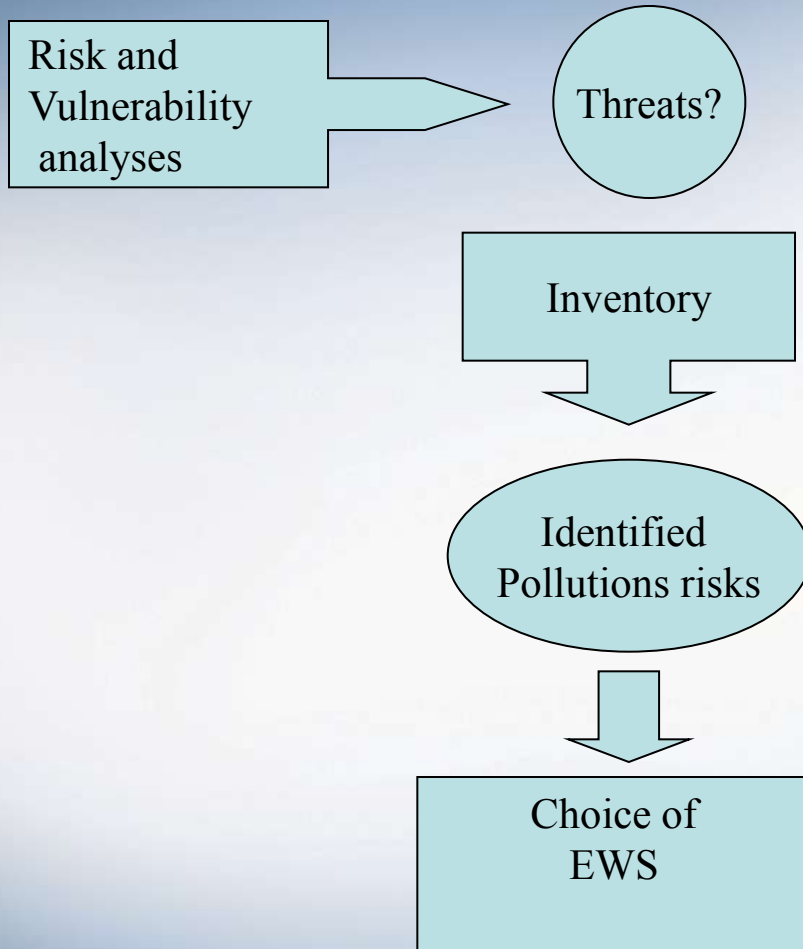 Risk and
Vulnerability
analyses
Threats?
Inventory
Identified
Pollutions risks
Choice of
EWS